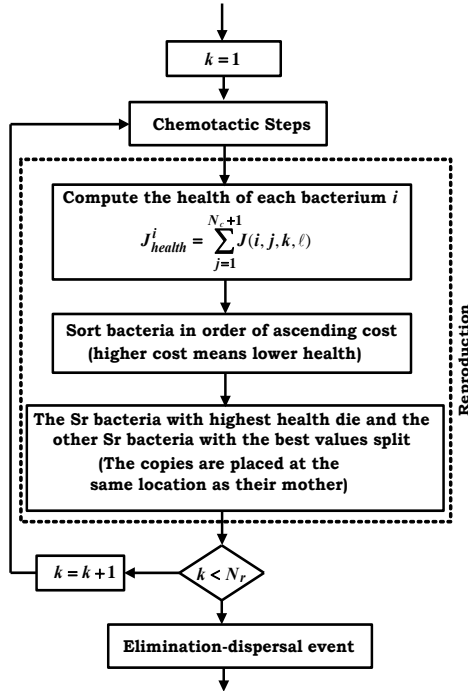 k = 1
Chemotactic Steps
Compute the health of each bacterium i
J^i_health = ∑_{j=1}^{N_c+1} J(i, j, k, ℓ)
Sort bacteria in order of ascending cost
(higher cost means lower health)
The Sr bacteria with highest health die and the
other Sr bacteria with the best values split
(The copies are placed at the
same location as their mother)
Reproduction
k < N_r
k = k + 1
Elimination-dispersal event